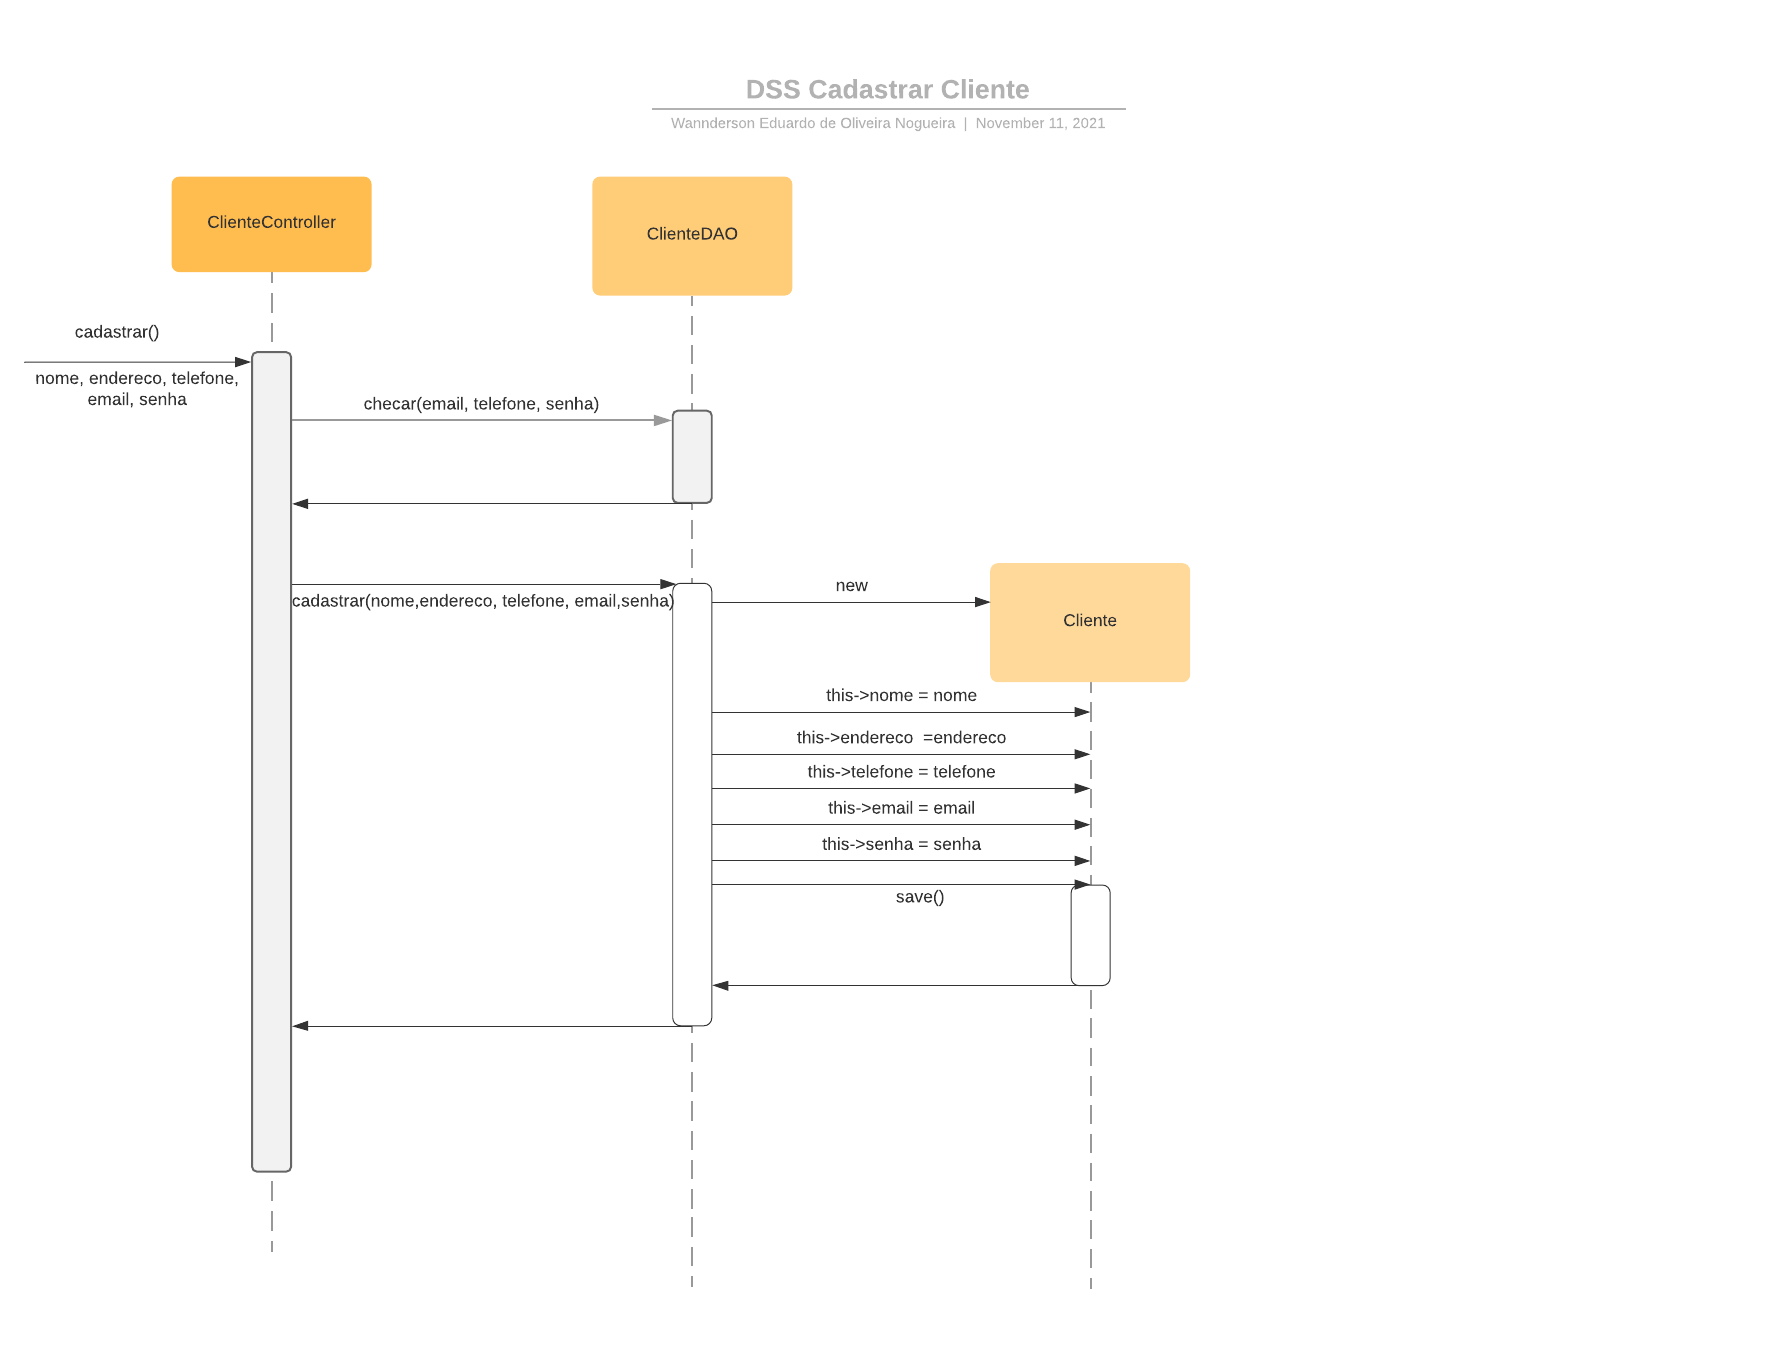 DSS Cadastrar Cliente
Wannderson Eduardo de Oliveira Nogueira | November 11, 2021
ClienteController
ClienteDAO
cadastrar()
nome, endereco, telefone,
email, senha
checar(email, telefone, senha)
cadastrar(nome,endereco, telefone, email,senha)
new
Cliente
this->nome = nome
this->endereco  =endereco
this->telefone = telefone
this->email = email
this->senha = senha
save()